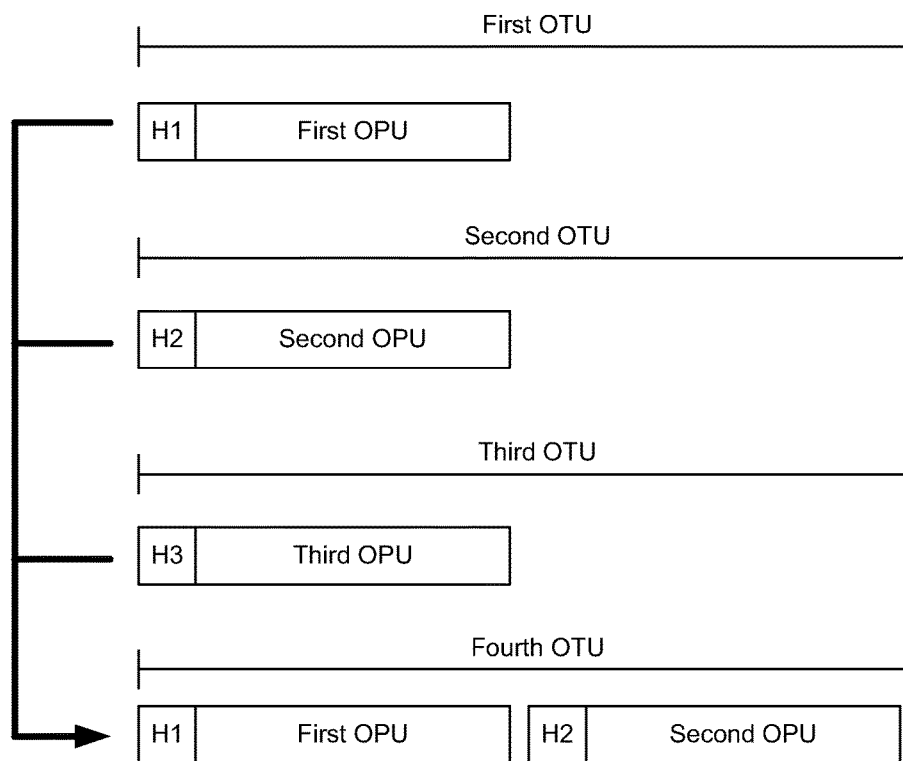 First OTU
H1 First OPU
Second OTU
H2 Second OPU
Third OTU
H3 Third OPU
Fourth OTU
H1 First OPU H2 Second OPU